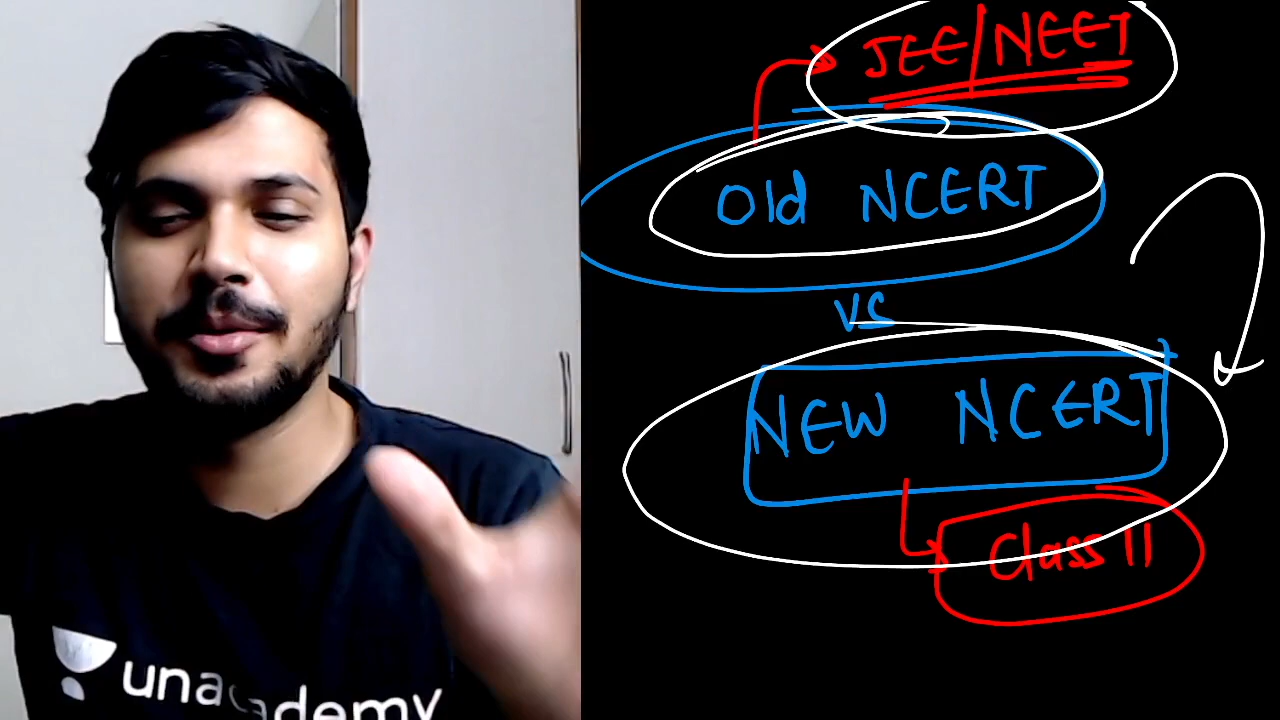 JEE/NEET
Old NCERT
vs
NEW NCERT
Class 11
unacademy